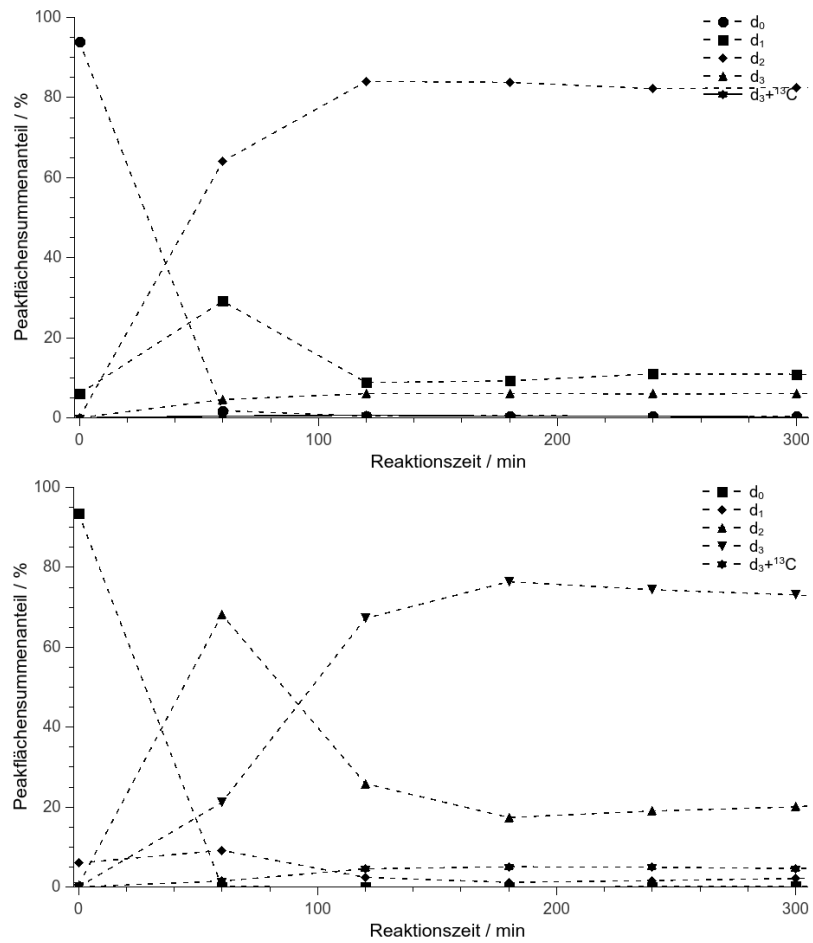 100
80
60
40
20
0
Peakflächensummenanteil / %
d₀
d₁
d₂
d₃
d₃+¹³C
0
100
200
300
Reaktionszeit / min
100
80
60
40
20
0
Peakflächensummenanteil / %
d₀
d₁
d₂
d₃
d₃+¹³C
0
100
200
300
Reaktionszeit / min